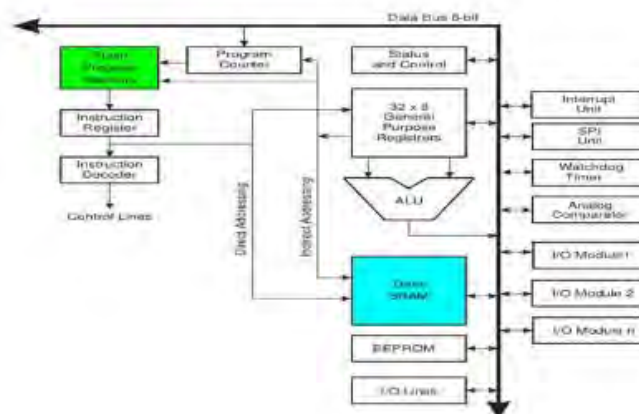 Data Bus 8-bit
Flash
Program
Memory
Program
Counter
Status
and Control
Instruction
Register
32 x 8
General
Purpose
Registrers
Interrupt
Unit
SPI
Unit
Instruction
Decoder
Watchdog
Timer
ALU
Analog
Comparator
Control Lines
Direct Addressing
Indirect Addressing
I/O Module1
Data
SRAM
I/O Module 2
I/O Module n
EEPROM
I/O Lines